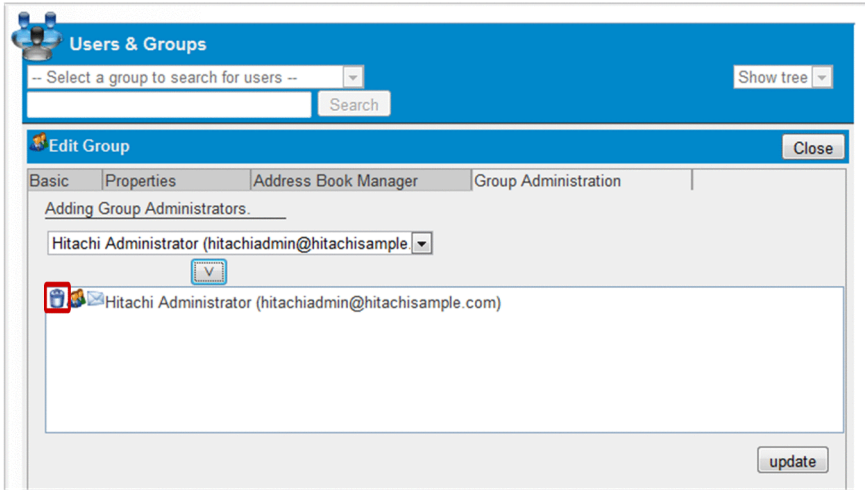 Users & Groups
-- Select a group to search for users --
Show tree
Search
Edit Group
Close
Basic Properties Address Book Manager Group Administration
Adding Group Administrators.
Hitachi Administrator (hitachiadmin@hitachisample.
V
Hitachi Administrator (hitachiadmin@hitachisample.com)
update